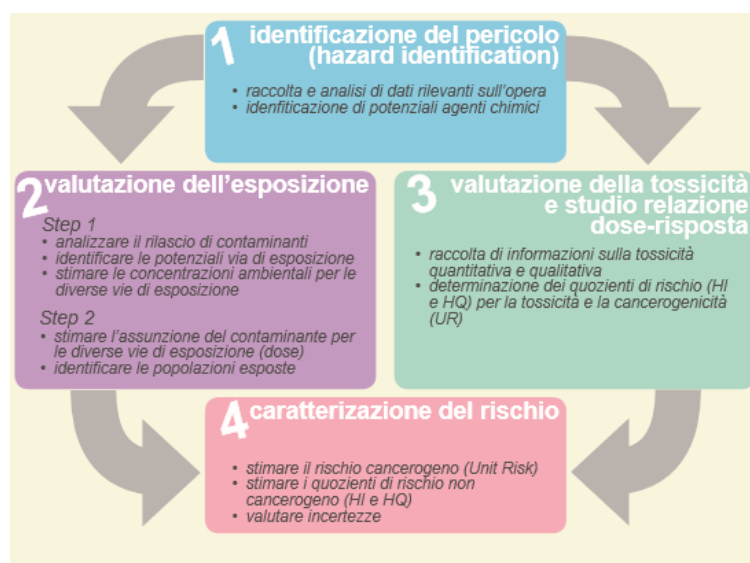 1 identificazione del pericolo
(hazard identification)
• raccolta e analisi di dati rilevanti sull'opera
• idenfiticazione di potenziali agenti chimici
2 valutazione dell'esposizione
Step 1
• analizzare il rilascio di contaminanti
• identificare le potenziali via di esposizione
• stimare le concentrazioni ambientali per le
diverse vie di esposizione
Step 2
• stimare l'assunzione del contaminante per
le diverse vie di esposizione (dose)
• identificare le popolazioni esposte
3 valutazione della tossicità
e studio relazione
dose-risposta
• raccolta di informazioni sulla tossicità
quantitativa e qualitativa
• determinazione dei quozienti di rischio (HI
e HQ) per la tossicità e la cancerogenicità
(UR)
4 caratterizazione del rischio
• stimare il rischio cancerogeno (Unit Risk)
• stimare i quozienti di rischio non
cancerogeno (HI e HQ)
• valutare incertezze